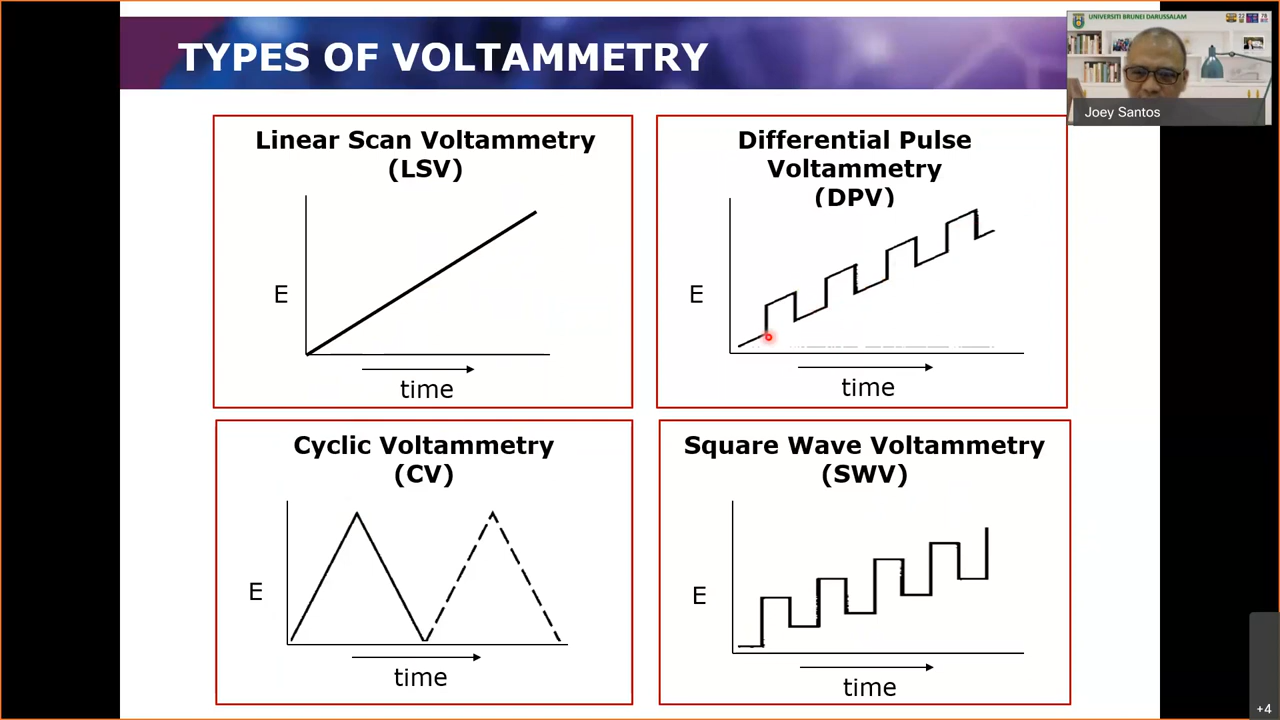 TYPES OF VOLTAMMETRY
UNIVERSITI BRUNEI DARUSSALAM
Joey Santos
Linear Scan Voltammetry
(LSV)
E
time
Differential Pulse
Voltammetry
(DPV)
E
time
Cyclic Voltammetry
(CV)
E
time
Square Wave Voltammetry
(SWV)
E
time
+4